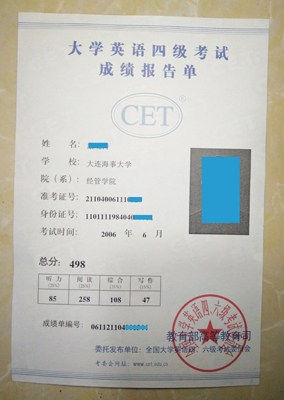 大学英语四级考试
成绩报告单
CET
姓 名:
学 校: 大连海事大学
院(系): 经管学院
准考证号: 21104006111
身份证号: 1101111984040
考试时间: 2006 年 6 月
总分: 498
听力 阅读 综合 写作
85 258 108 47
成绩单编号: 061121104
教育部高等教育司
委托发布单位: 全国大学英语四、六级考试委员会
考委会网站: www.cet.edu.cn